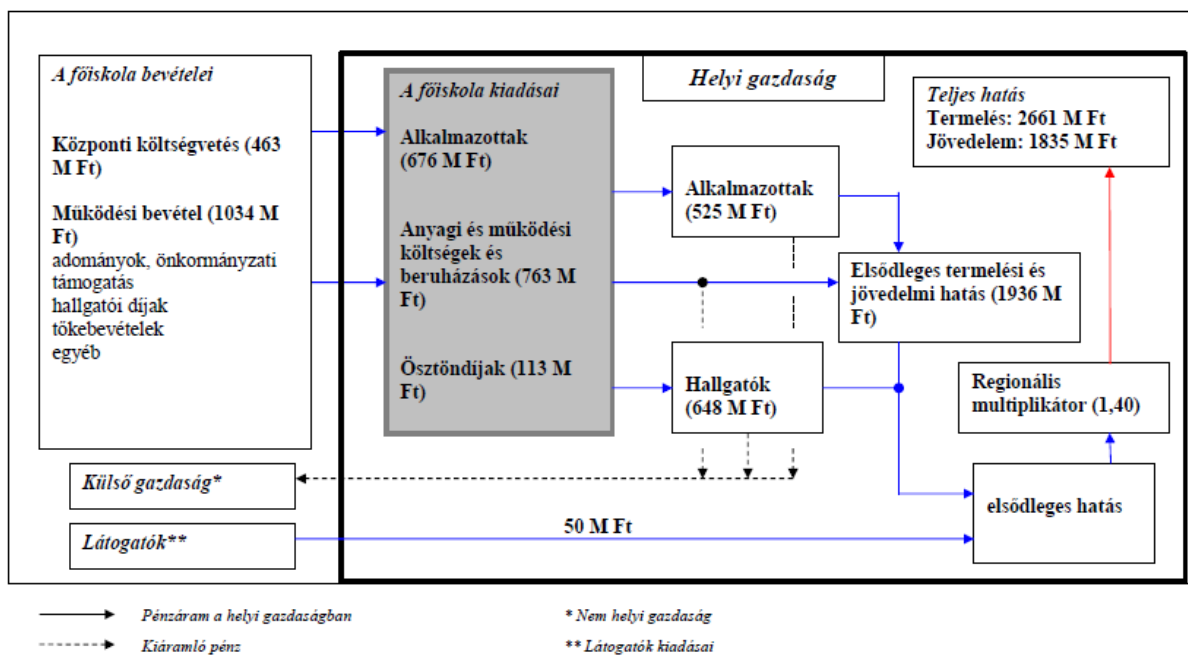 A főiskola bevételei
Központi költségvetés (463
M Ft)
Működési bevétel (1034 M
Ft)
adományok, önkormányzati
támogatás
hallgatói díjak
tőkebevételek
egyéb
Külső gazdaság*
Látogatók**
Helyi gazdaság
A főiskola kiadásai
Alkalmazottak
(676 M Ft)
Anyagi és működési
költségek és
beruházások (763 M
Ft)
Ösztöndíjak (113 M
Ft)
Alkalmazottak
(525 M Ft)
Hallgatók
(648 M Ft)
Elsődleges termelési és
jövedelmi hatás (1936 M
Ft)
Teljes hatás
Termelés: 2661 M Ft
Jövedelem: 1835 M Ft
Regionális
multiplikátor (1,40)
elsődleges hatás
50 M Ft
Pénzáram a helyi gazdaságban
Kiáramló pénz
* Nem helyi gazdaság
** Látogatók kiadásai